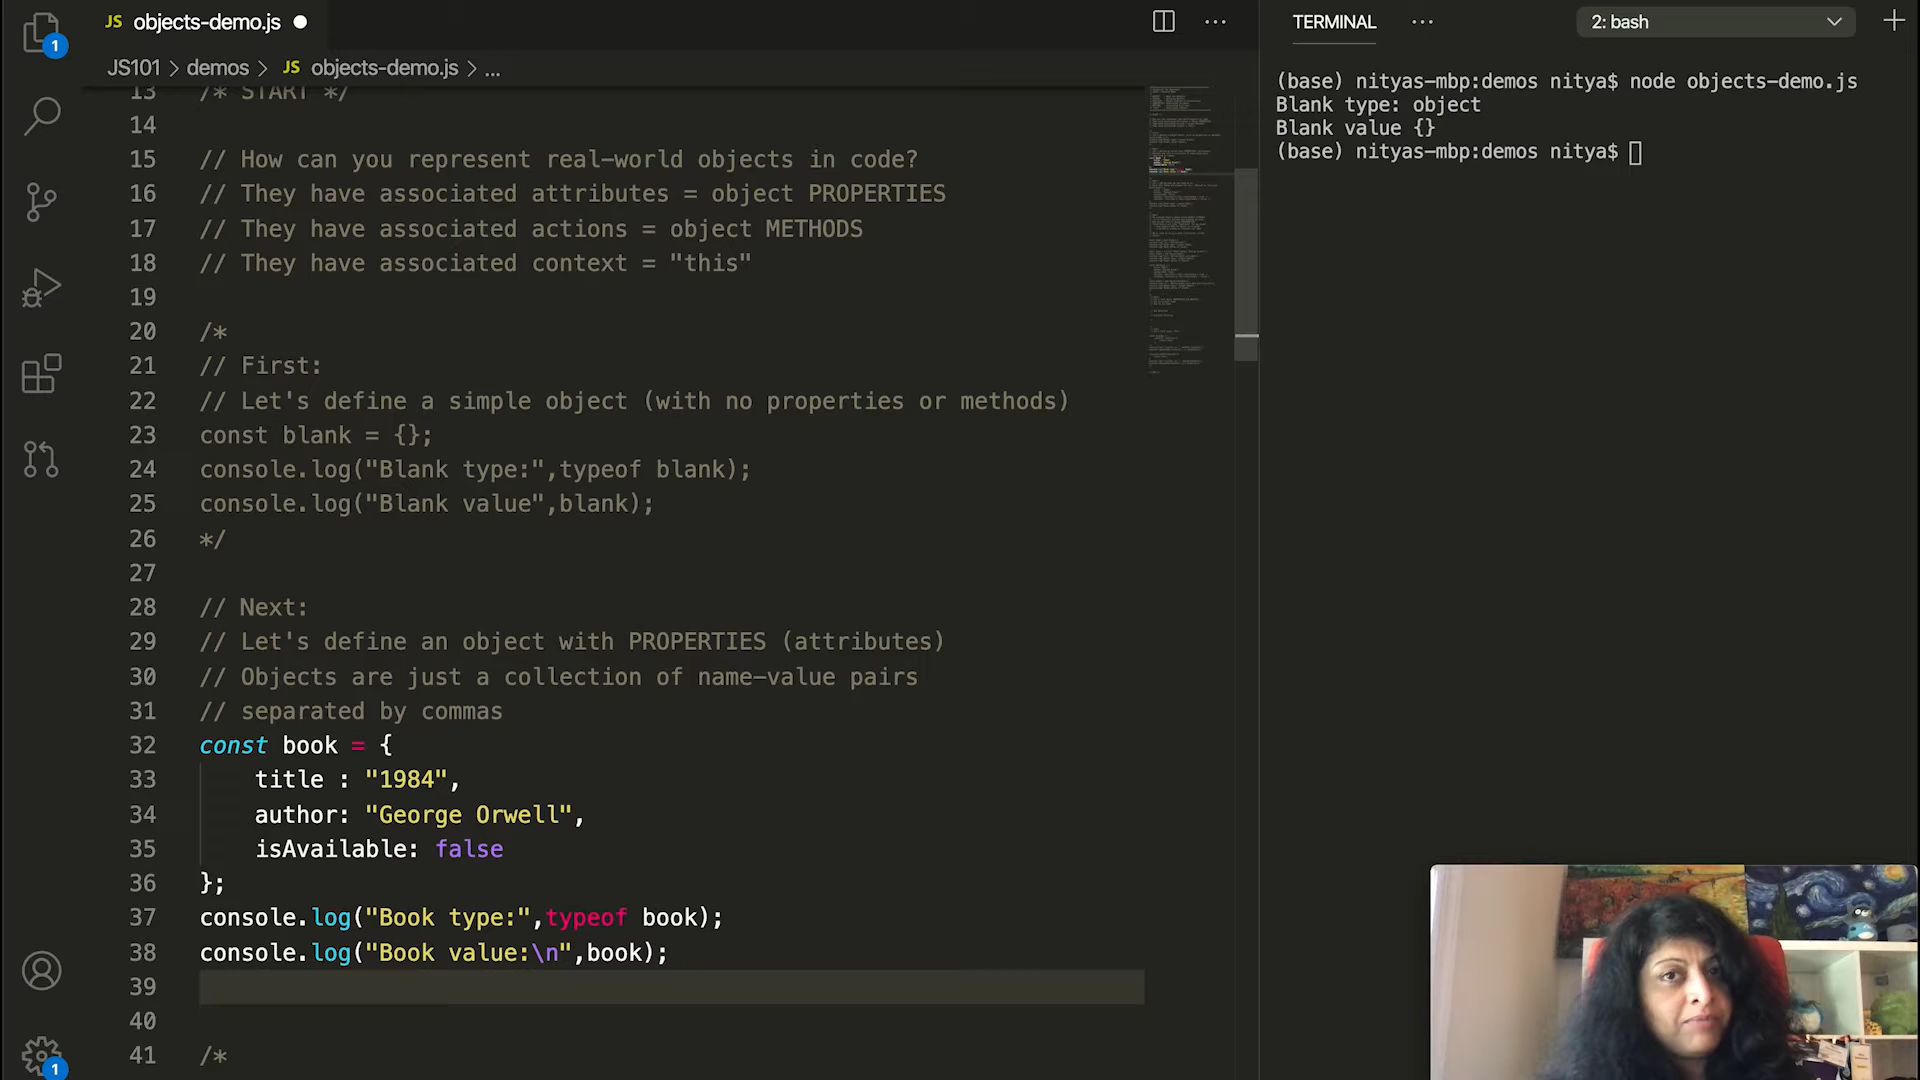 JS objects-demo.js
JS101 > demos > JS objects-demo.js > ...
13 /* START */
14
15 // How can you represent real-world objects in code?
16 // They have associated attributes = object PROPERTIES
17 // They have associated actions = object METHODS
18 // They have associated context = "this"
19
20 /*
21 // First:
22 // Let's define a simple object (with no properties or methods)
23 const blank = {};
24 console.log("Blank type:",typeof blank);
25 console.log("Blank value",blank);
26 */
27
28 // Next:
29 // Let's define an object with PROPERTIES (attributes)
30 // Objects are just a collection of name-value pairs
31 // separated by commas
32 const book = {
33 title : "1984",
34 author: "George Orwell",
35 isAvailable: false
36 };
37 console.log("Book type:",typeof book);
38 console.log("Book value:\n",book);
39
40
41 /*
1
1
TERMINAL ... 2: bash
(base) nityas-mbp:demos nitya$ node objects-demo.js
Blank type: object
Blank value {}
(base) nityas-mbp:demos nitya$